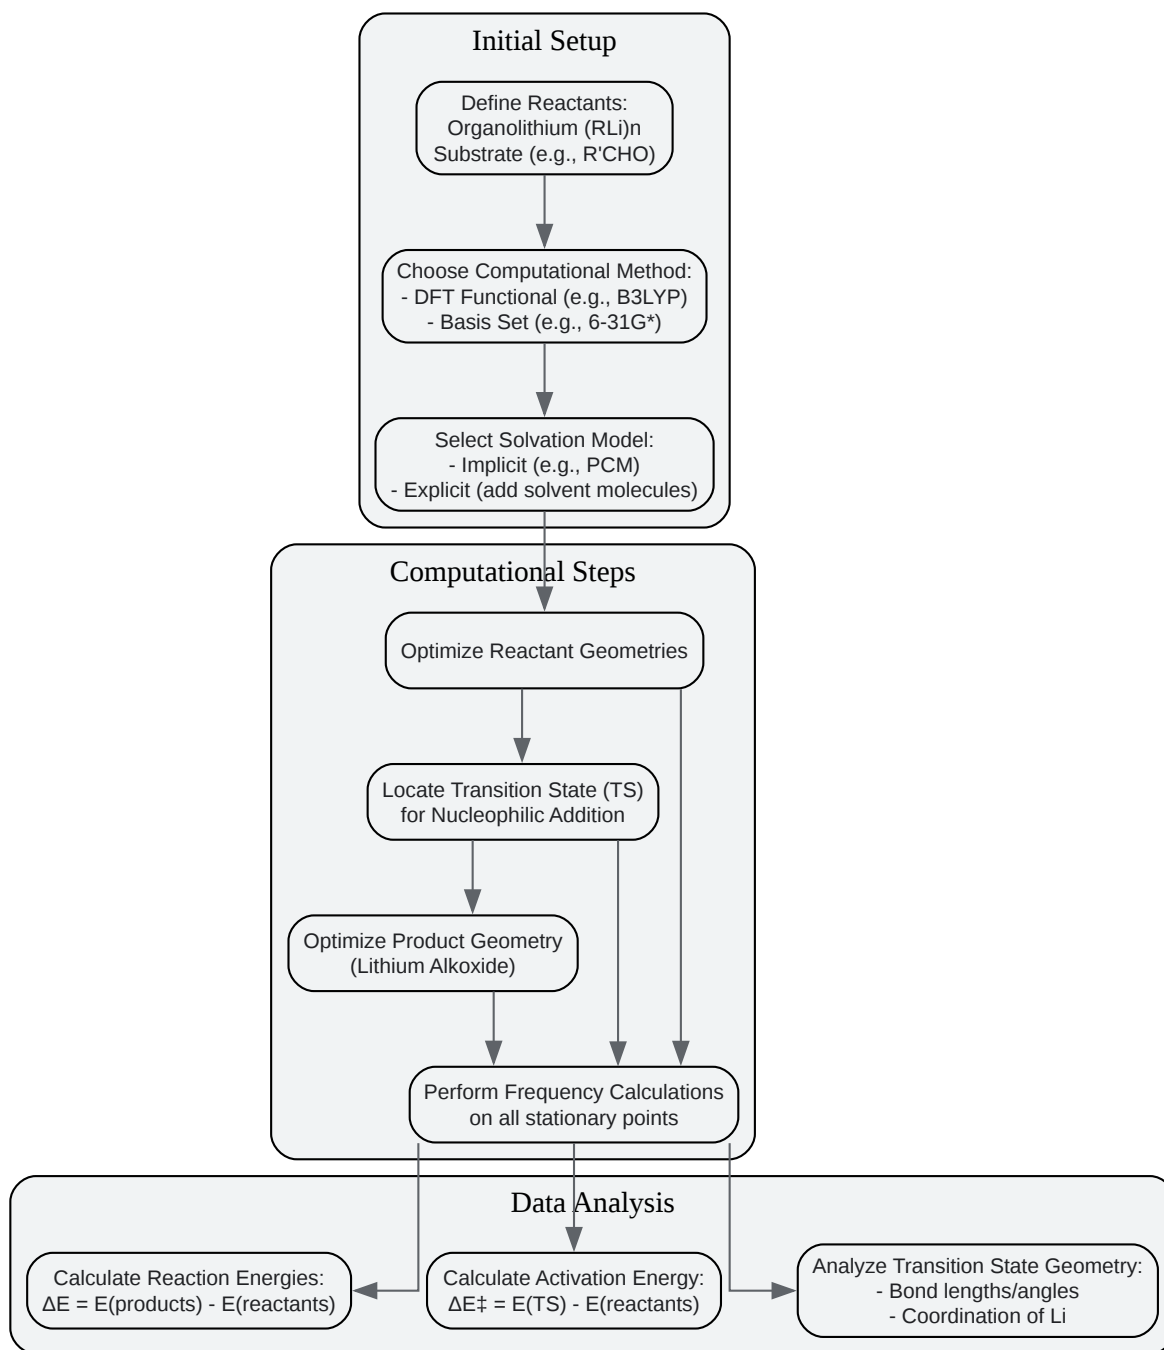 Initial Setup
Define Reactants:
Organolithium (RLi)n
Substrate (e.g., R'CHO)
Choose Computational Method:
- DFT Functional (e.g., B3LYP)
- Basis Set (e.g., 6-31G*)
Select Solvation Model:
- Implicit (e.g., PCM)
- Explicit (add solvent molecules)
Computational Steps
Optimize Reactant Geometries
Locate Transition State (TS)
for Nucleophilic Addition
Optimize Product Geometry
(Lithium Alkoxide)
Perform Frequency Calculations
on all stationary points
Data Analysis
Calculate Reaction Energies:
ΔE = E(products) - E(reactants)
Calculate Activation Energy:
ΔE‡ = E(TS) - E(reactants)
Analyze Transition State Geometry:
- Bond lengths/angles
- Coordination of Li